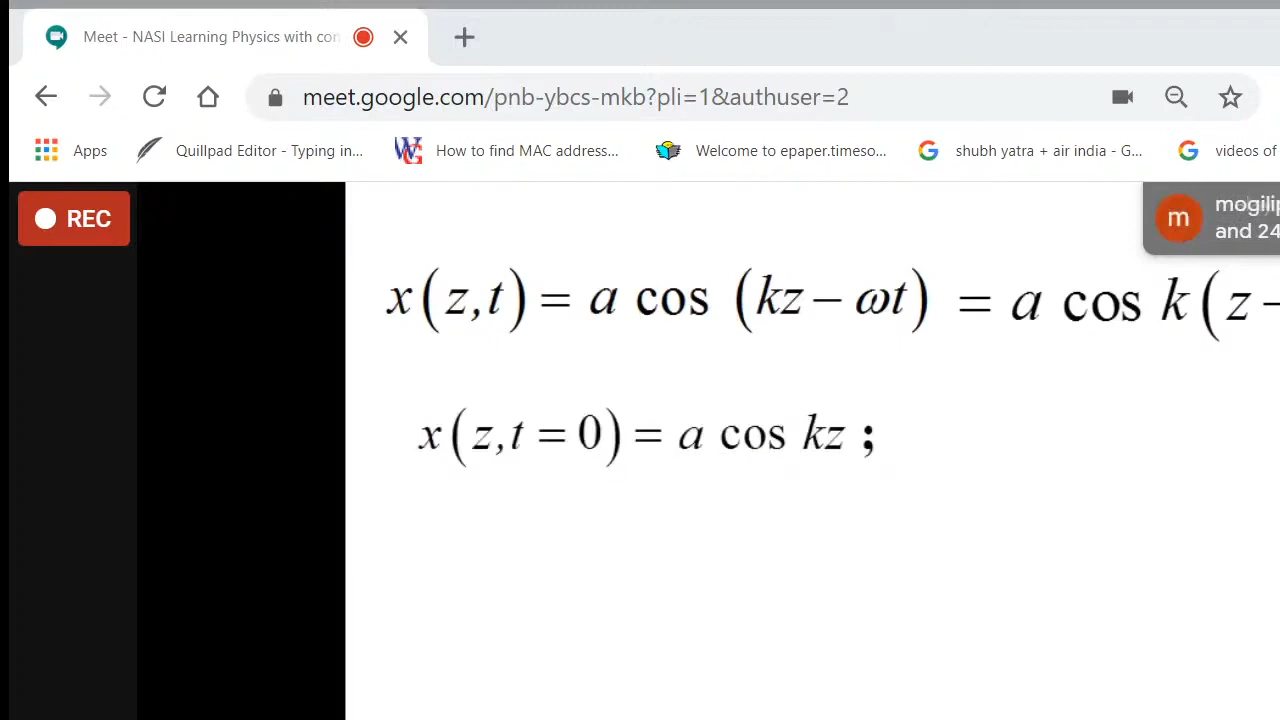 Meet - NASI Learning Physics with con
meet.google.com/pnb-ybcs-mkb?pli=1&authuser=2
Apps Quillpad Editor - Typing in... How to find MAC address... Welcome to epaper.timeso... shubh yatra + air india - G... videos of
REC
m mogilip
and 24
x(z,t) = a cos (kz − ωt) = a cos k(z −
x(z,t = 0) = a cos kz ;